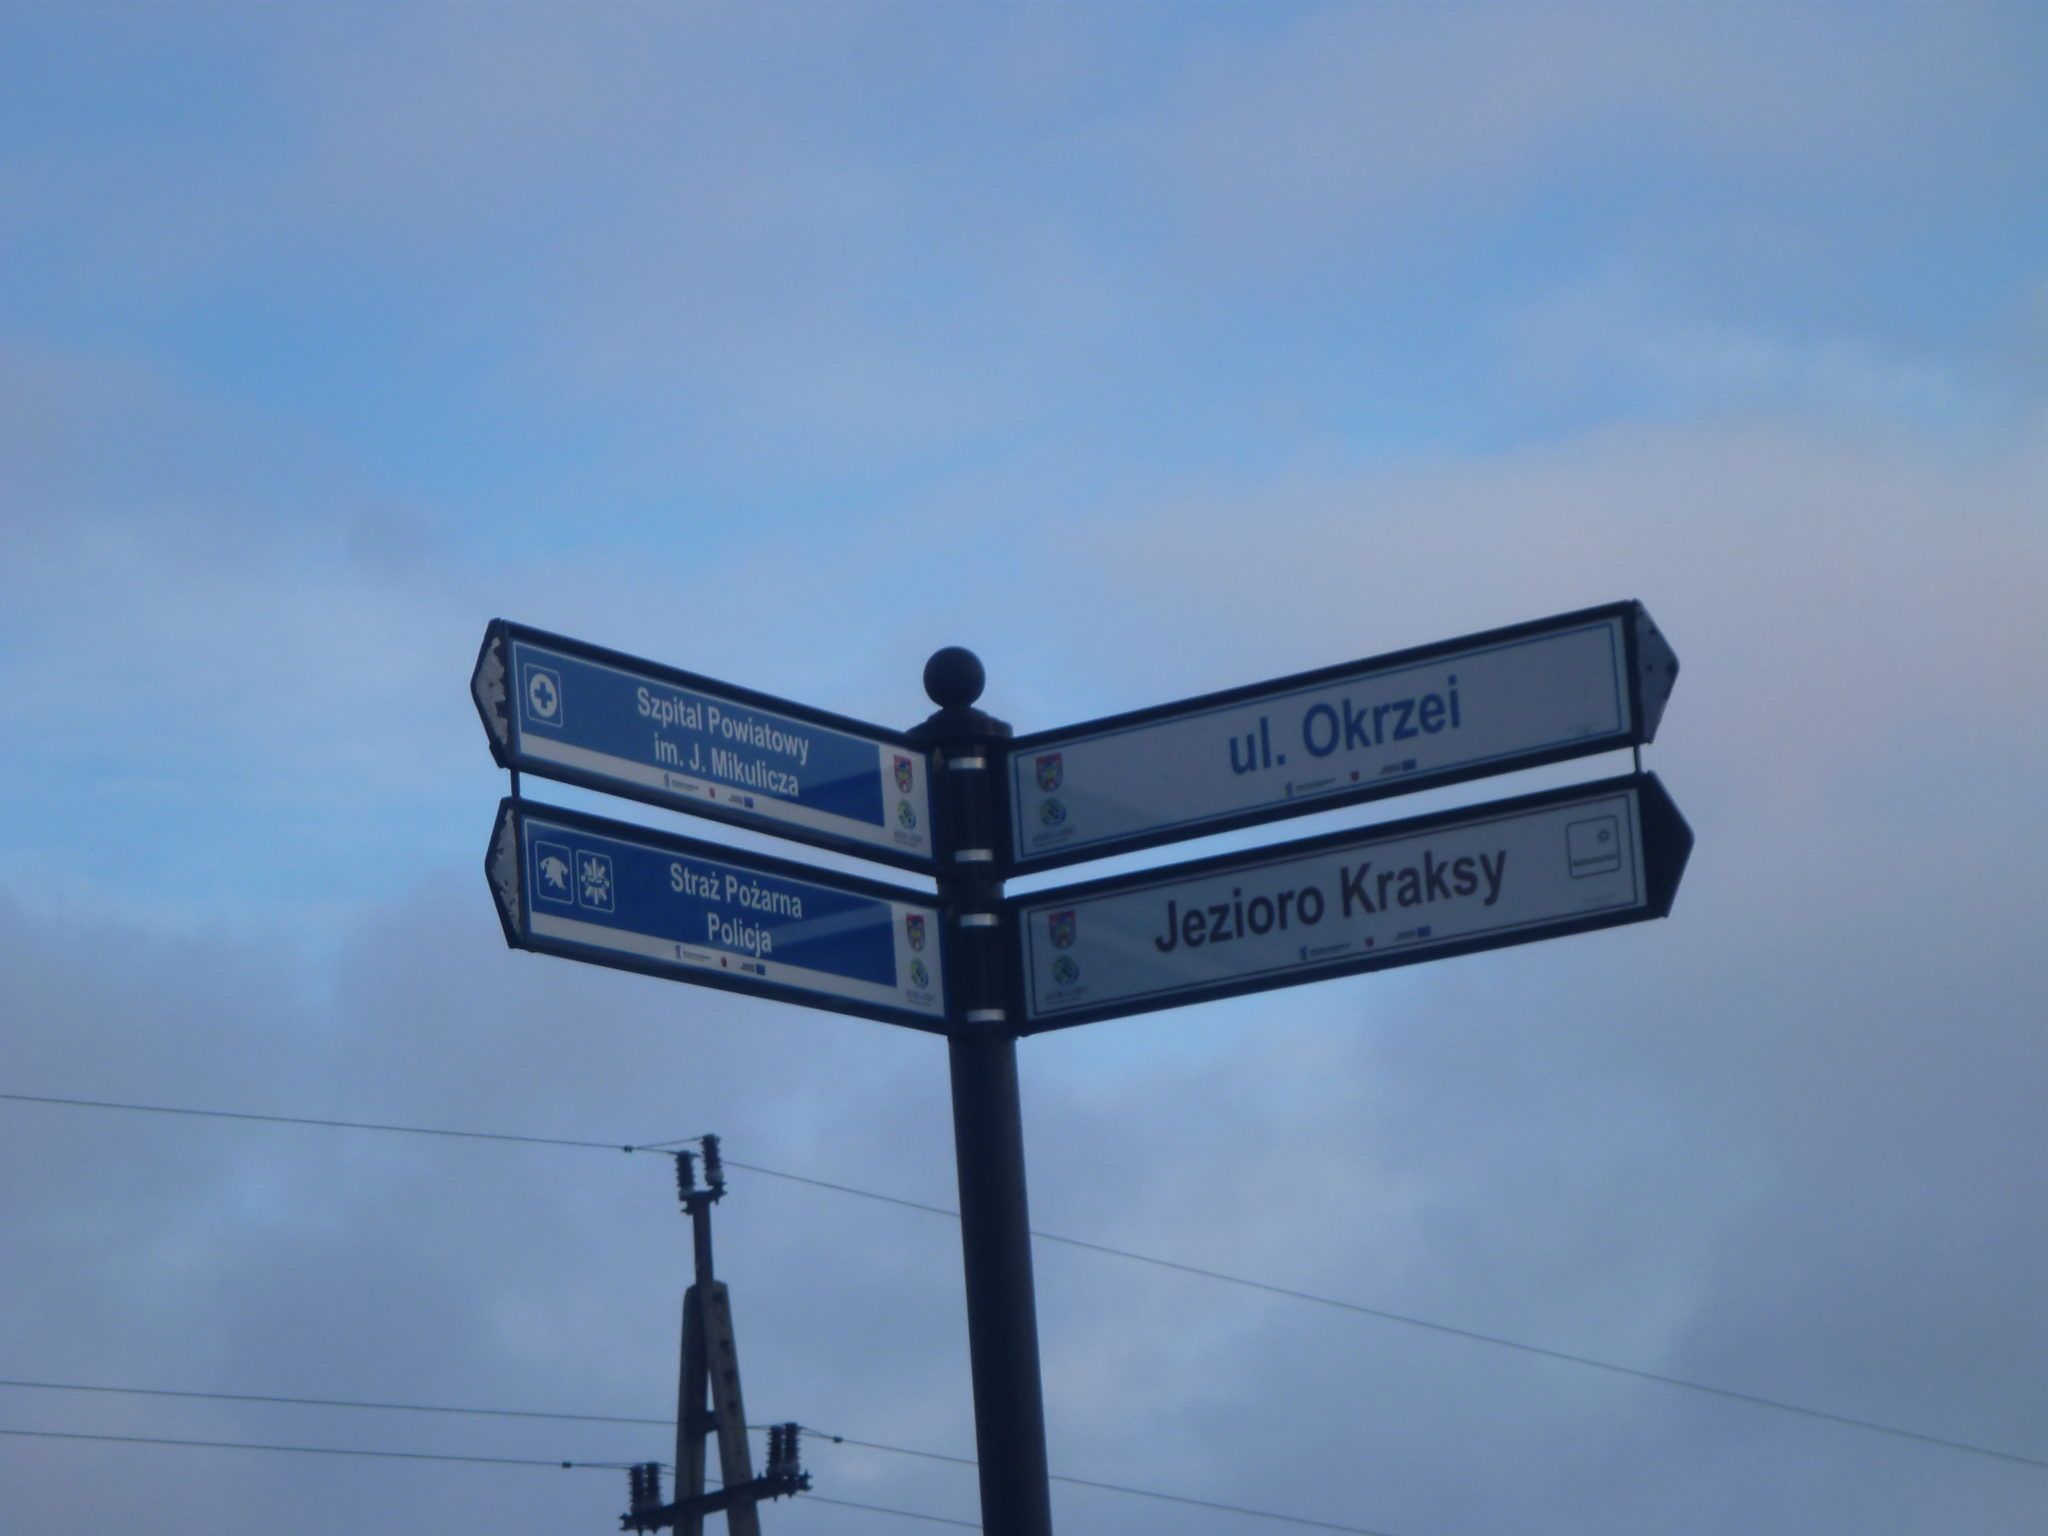 Szpital Powiatowy
im. J. Mikulicza
Straż Pożarna
Policja
ul. Okrzei
Jezioro Kraksy